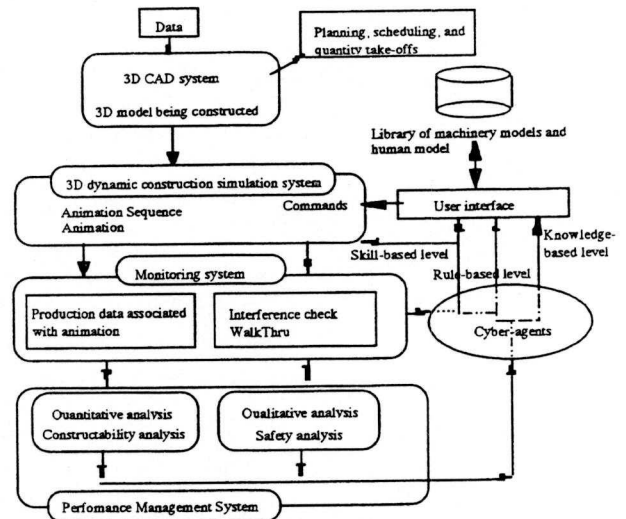 Data
Planning, scheduling, and
quantity take-offs
3D CAD system
3D model being constructed
Library of machinery models and
human model
3D dynamic construction simulation system
Animation Sequence
Animation
Commands
User interface
Skill-based level
Rule-based level
Knowledge-
based level
Monitoring system
Production data associated
with animation
Interference check
WalkThru
Cyber-agents
Quantitative analysis
Constructability analysis
Qualitative analysis
Safety analysis
Perfomance Management System